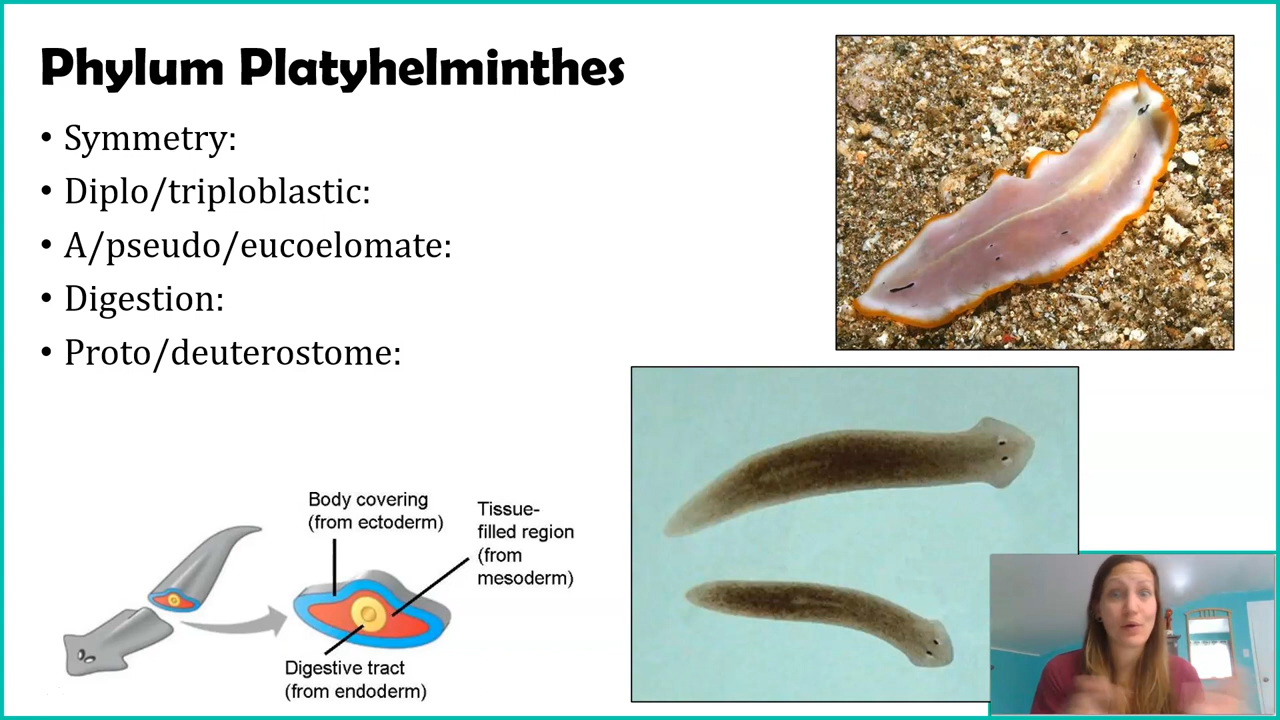 Phylum Platyhelminthes
• Symmetry:
• Diplo/triploblastic:
• A/pseudo/eucoelomate:
• Digestion:
• Proto/deuterostome:
Body covering
(from ectoderm)
Tissue-
filled region
(from
mesoderm)
Digestive tract
(from endoderm)